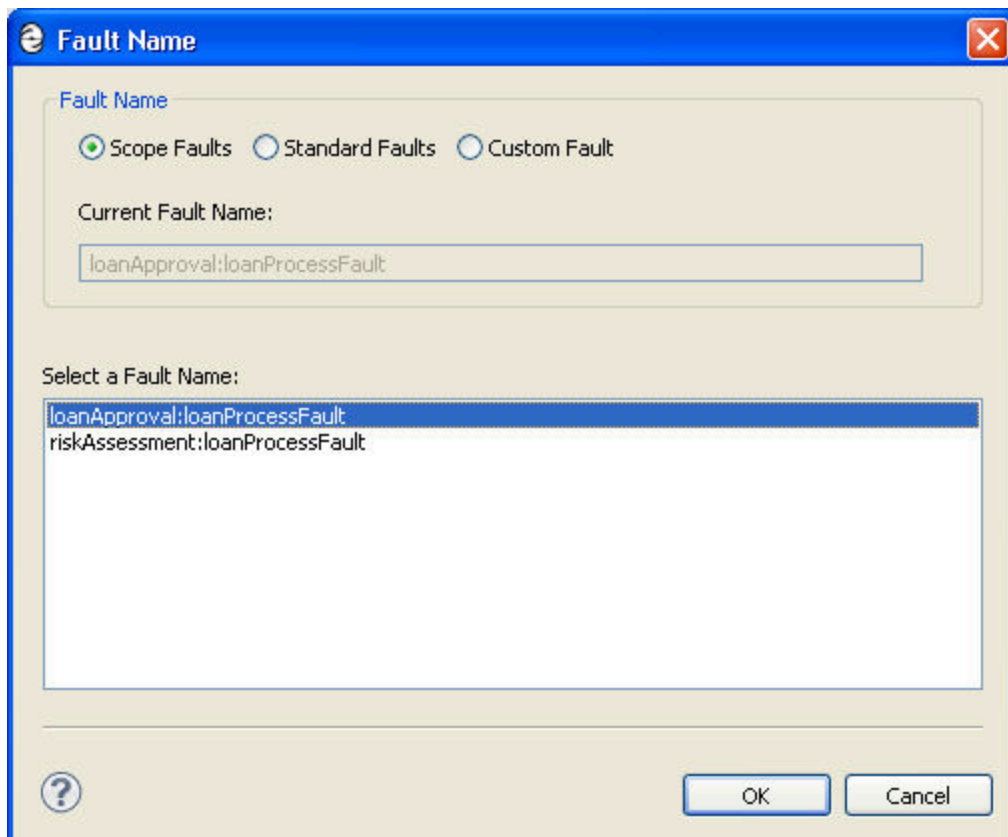 Fault Name
Fault Name
Scope Faults Standard Faults Custom Fault
Current Fault Name:
loanApproval:loanProcessFault
Select a Fault Name:
loanApproval:loanProcessFault
riskAssessment:loanProcessFault
?
OK Cancel